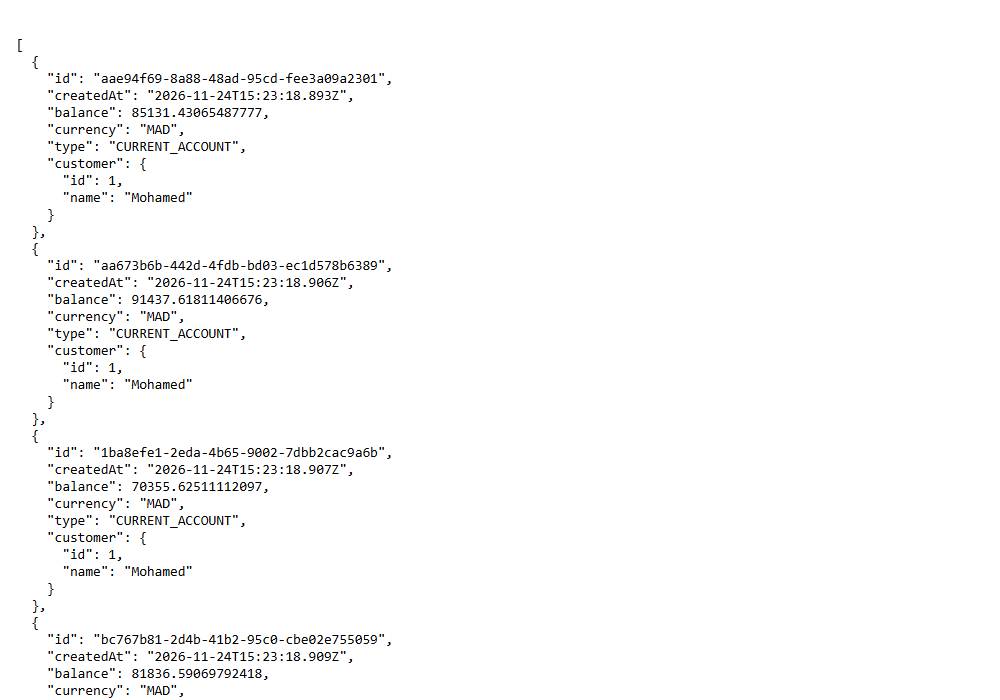 [
  {
    "id": "aae94f69-8a88-48ad-95cd-fee3a09a2301",
    "createdAt": "2026-11-24T15:23:18.893Z",
    "balance": 85131.43065487777,
    "currency": "MAD",
    "type": "CURRENT_ACCOUNT",
    "customer": {
      "id": 1,
      "name": "Mohamed"
    }
  },
  {
    "id": "aa673b6b-442d-4fdb-bd03-ec1d578b6389",
    "createdAt": "2026-11-24T15:23:18.906Z",
    "balance": 91437.61811406676,
    "currency": "MAD",
    "type": "CURRENT_ACCOUNT",
    "customer": {
      "id": 1,
      "name": "Mohamed"
    }
  },
  {
    "id": "1ba8efe1-2eda-4b65-9002-7dbb2cac9a6b",
    "createdAt": "2026-11-24T15:23:18.907Z",
    "balance": 70355.62511112097,
    "currency": "MAD",
    "type": "CURRENT_ACCOUNT",
    "customer": {
      "id": 1,
      "name": "Mohamed"
    }
  },
  {
    "id": "bc767b81-2d4b-41b2-95c0-cbe02e755059",
    "createdAt": "2026-11-24T15:23:18.909Z",
    "balance": 81836.59069792418,
    "currency": "MAD",